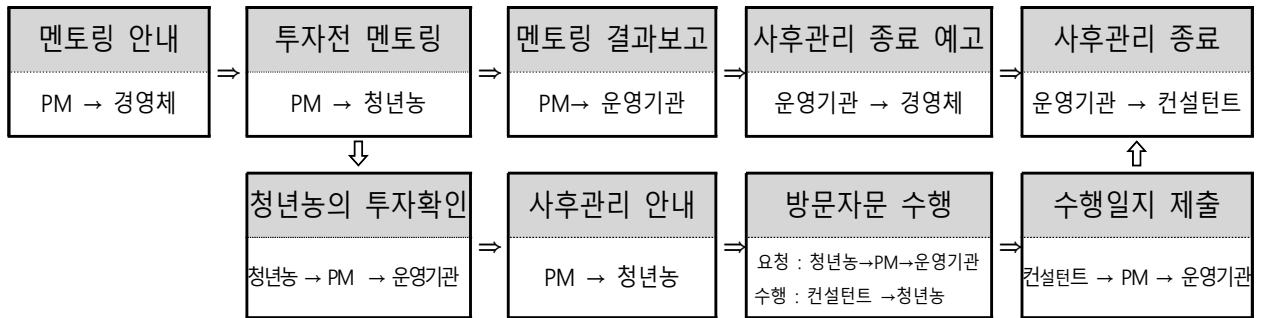 멘토링 안내
PM → 경영체
⇒
투자전 멘토링
PM → 청년농
⇒
멘토링 결과보고
PM→ 운영기관
⇒
사후관리 종료 예고
운영기관 → 경영체
⇒
사후관리 종료
운영기관 → 컨설턴트
⇩
⇧
청년농의 투자확인
청년농 → PM → 운영기관
⇒
사후관리 안내
PM → 청년농
⇒
방문자문 수행
요청 : 청년농→PM→운영기관
수행 : 컨설턴트 →청년농
⇒
수행일지 제출
컨설턴트 → PM → 운영기관